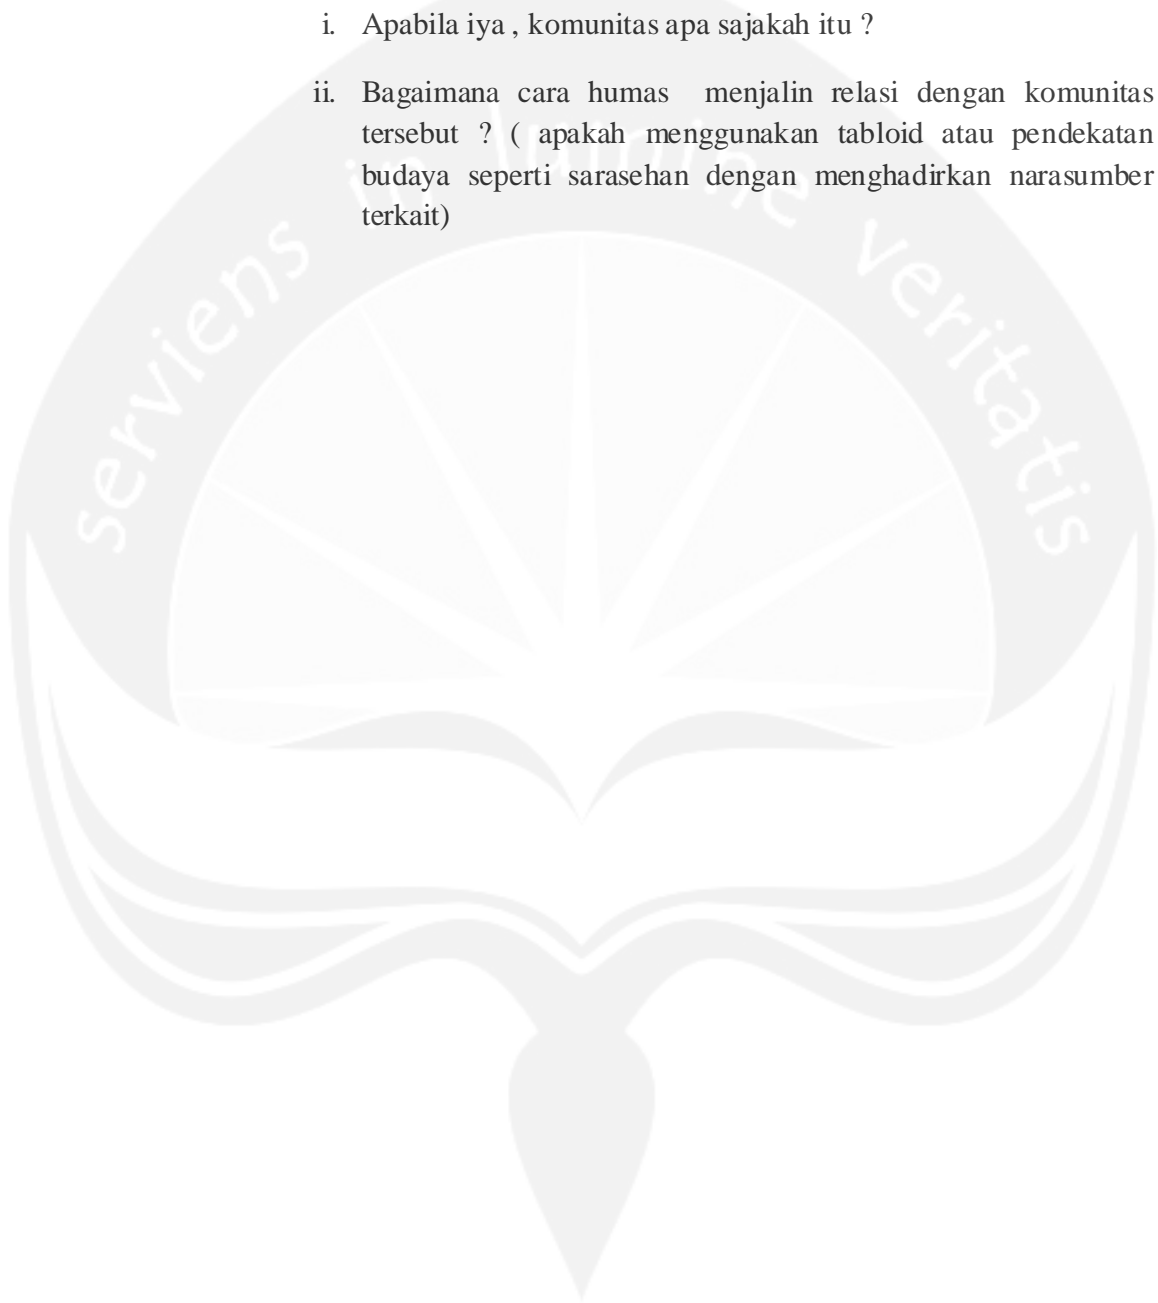 i. Apabila iya , komunitas apa sajakah itu ?
ii. Bagaimana cara humas menjalin relasi dengan komunitas
tersebut ? ( apakah menggunakan tabloid atau pendekatan
budaya seperti sarasehan dengan menghadirkan narasumber
terkait)
serviens in lumine veritatis